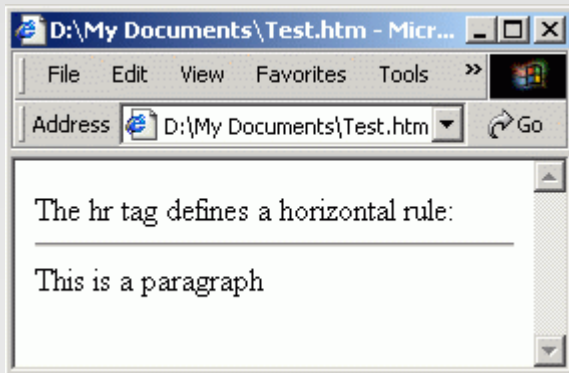 D:\My Documents\Test.htm - Micr...
File Edit View Favorites Tools »
Address D:\My Documents\Test.htm Go
The hr tag defines a horizontal rule:
This is a paragraph